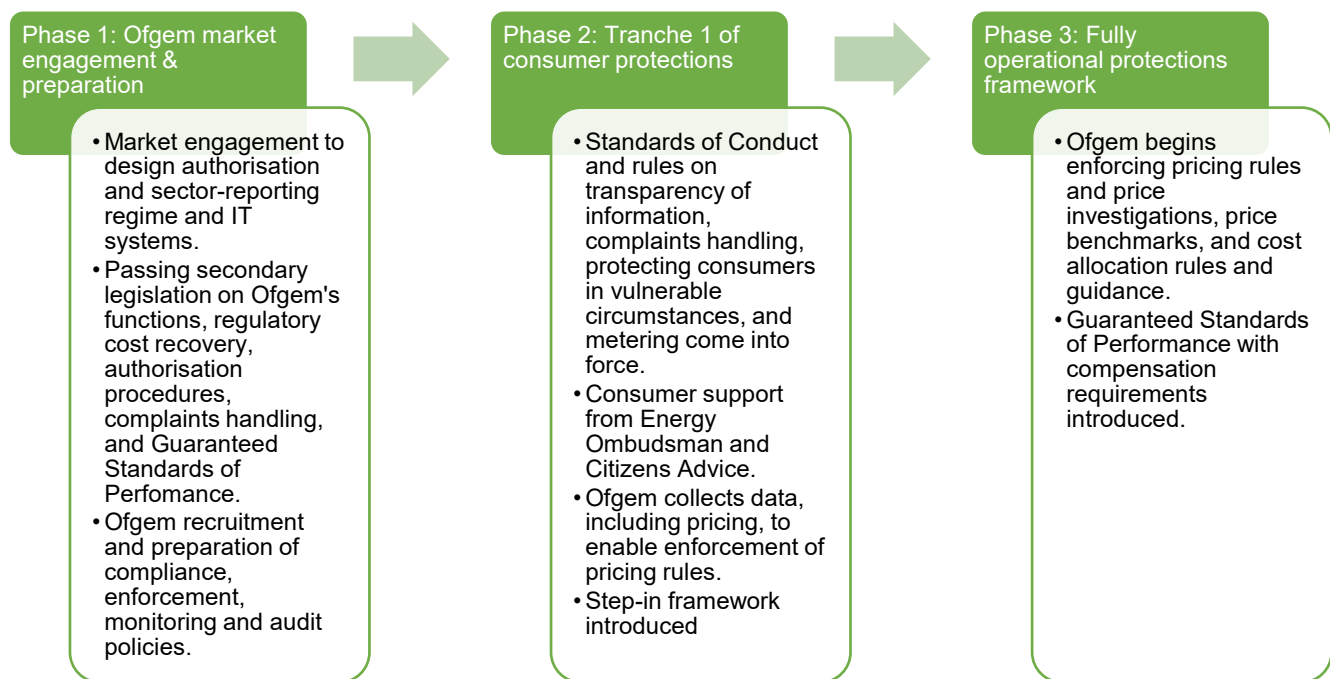 Phase 1: Ofgem market
engagement &
preparation
• Market engagement to
design authorisation
and sector-reporting
regime and IT
systems.
• Passing secondary
legislation on Ofgem's
functions, regulatory
cost recovery,
authorisation
procedures,
complaints handling,
and Guaranteed
Standards of
Perfomance.
• Ofgem recruitment
and preparation of
compliance,
enforcement,
monitoring and audit
policies.
Phase 2: Tranche 1 of
consumer protections
• Standards of Conduct
and rules on
transparency of
information,
complaints handling,
protecting consumers
in vulnerable
circumstances, and
metering come into
force.
• Consumer support
from Energy
Ombudsman and
Citizens Advice.
• Ofgem collects data,
including pricing, to
enable enforcement of
pricing rules.
• Step-in framework
introduced
Phase 3: Fully
operational protections
framework
• Ofgem begins
enforcing pricing rules
and price
investigations, price
benchmarks, and cost
allocation rules and
guidance.
• Guaranteed Standards
of Performance with
compensation
requirements
introduced.